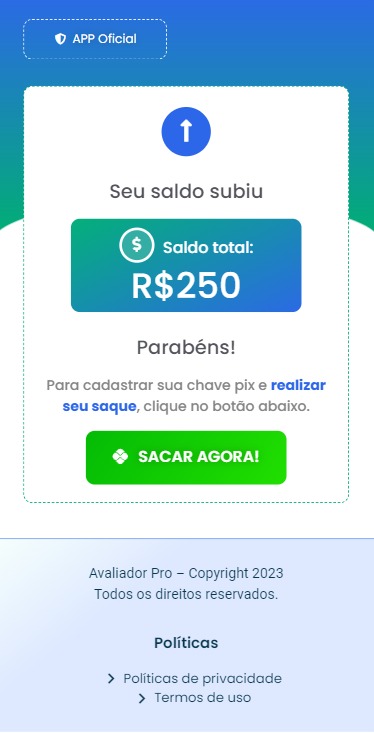 APP Oficial
Seu saldo subiu
Saldo total:
R$250
Parabéns!
Para cadastrar sua chave pix e realizar
seu saque, clique no botão abaixo.
SACAR AGORA!
Avaliador Pro – Copyright 2023
Todos os direitos reservados.
Políticas
Políticas de privacidade
Termos de uso